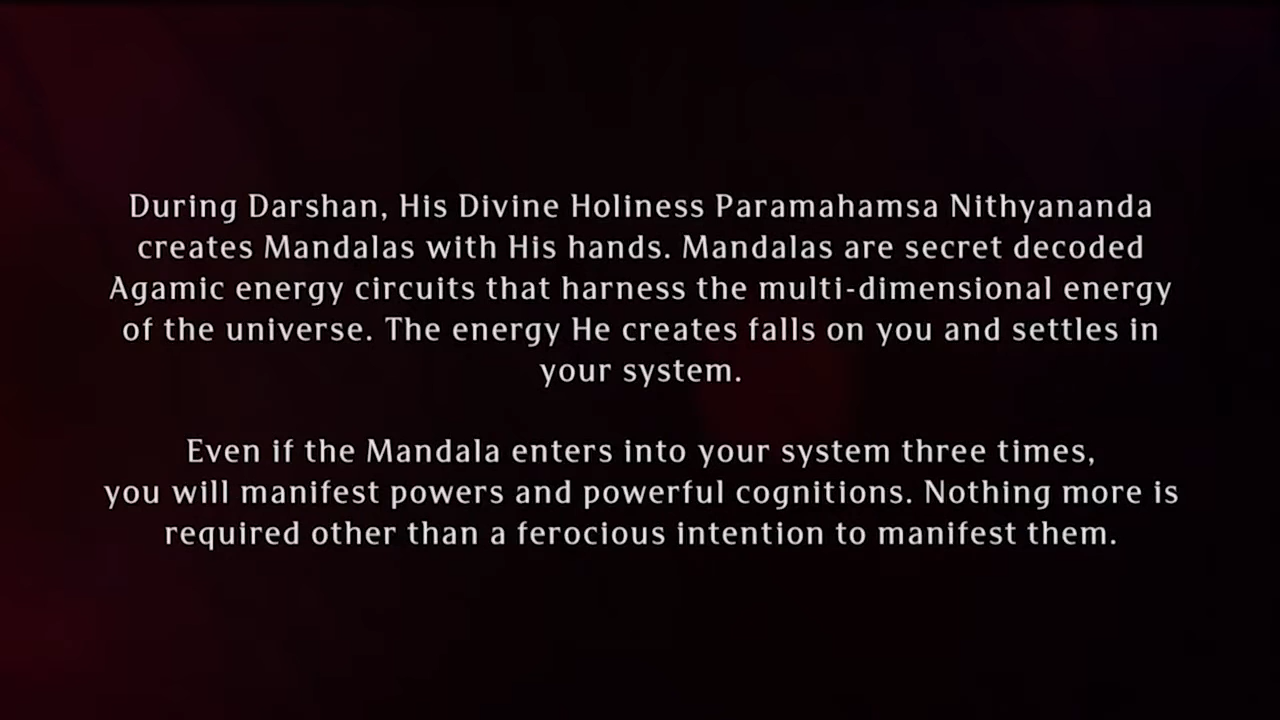 During Darshan, His Divine Holiness Paramahamsa Nithyananda
creates Mandalas with His hands. Mandalas are secret decoded
Agamic energy circuits that harness the multi-dimensional energy
of the universe. The energy He creates falls on you and settles in
your system.
Even if the Mandala enters into your system three times,
you will manifest powers and powerful cognitions. Nothing more is
required other than a ferocious intention to manifest them.